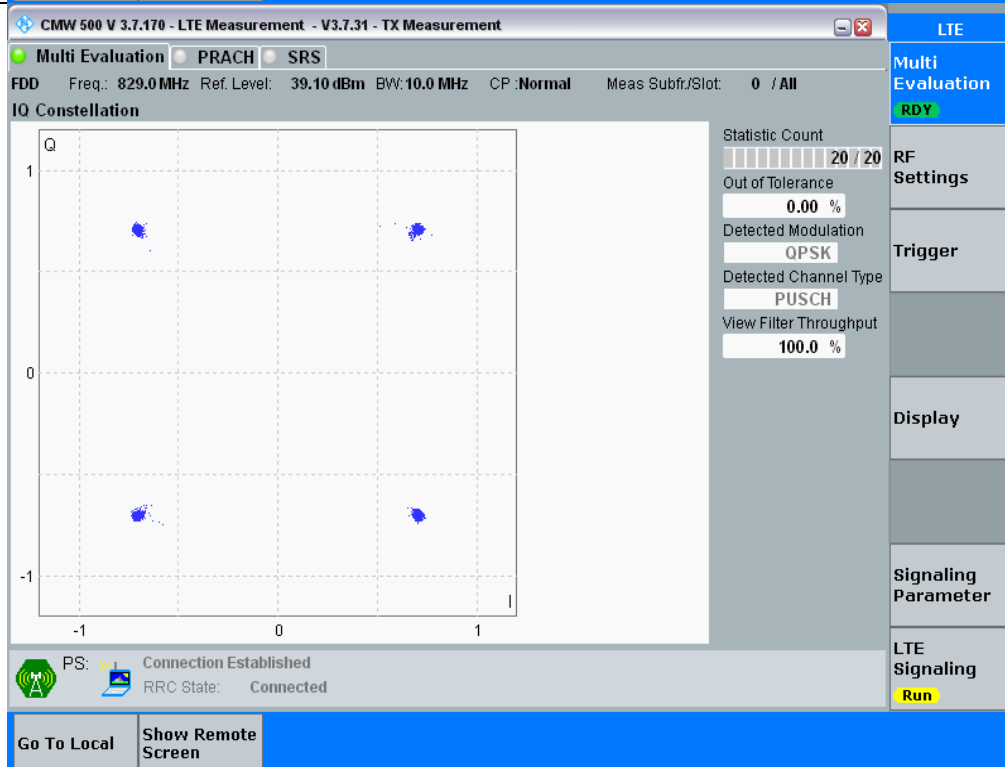 CMW 500 V 3.7.170 - LTE Measurement - V3.7.31 - TX Measurement
LTE
Multi Evaluation PRACH SRS
FDD Freq.: 829.0 MHz Ref. Level: 39.10 dBm BW: 10.0 MHz CP :Normal Meas Subfr./Slot: 0 / All
IQ Constellation
Q
1
0
-1
I
-1 0 1
Statistic Count
20 / 20
Out of Tolerance
0.00 %
Detected Modulation
QPSK
Detected Channel Type
PUSCH
View Filter Throughput
100.0 %
Multi
Evaluation
RDY
RF
Settings
Trigger
Display
Signaling
Parameter
LTE
Signaling
Run
PS: Connection Established
RRC State: Connected
Go To Local
Show Remote
Screen